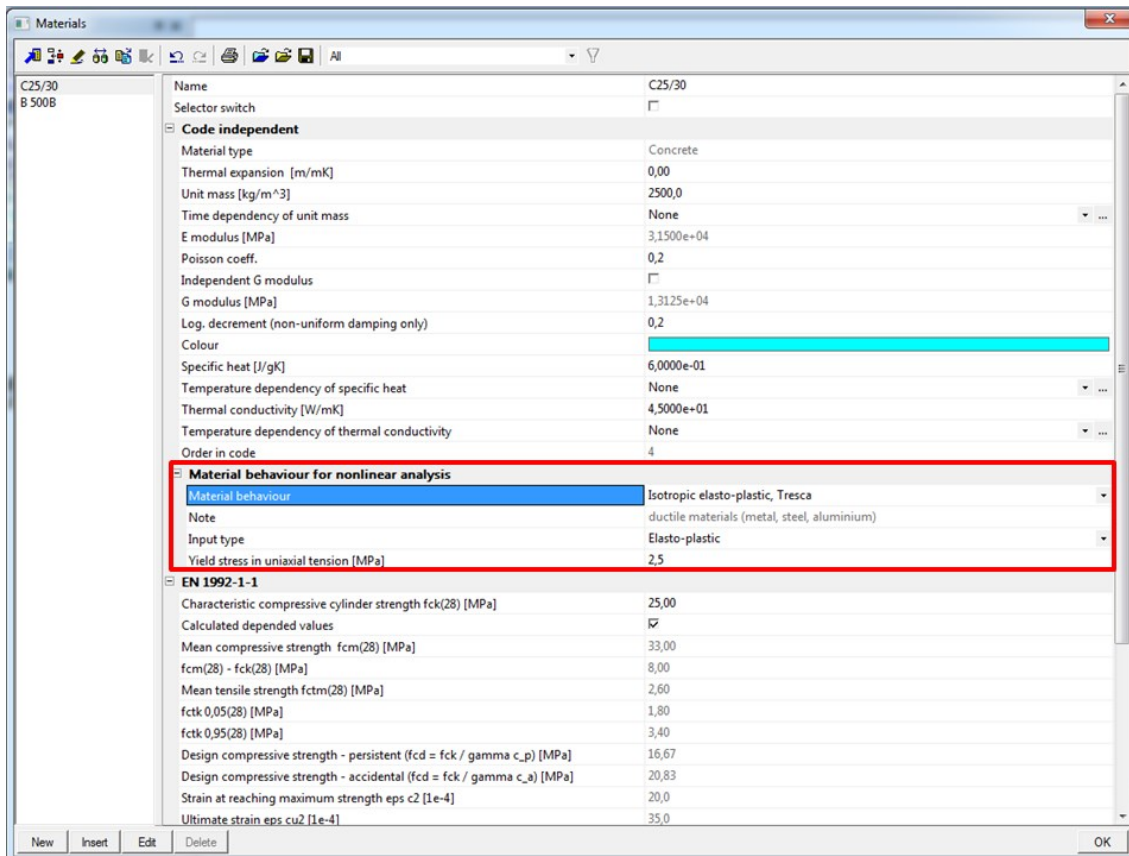 Materials
All
C25/30
B 500B
Name C25/30
Selector switch
Code independent
Material type Concrete
Thermal expansion [m/mK] 0,00
Unit mass [kg/m^3] 2500,0
Time dependency of unit mass None ...
E modulus [MPa] 3,1500e+04
Poisson coeff. 0,2
Independent G modulus
G modulus [MPa] 1,3125e+04
Log. decrement (non-uniform damping only) 0,2
Colour
Specific heat [J/gK] 6,0000e-01
Temperature dependency of specific heat None ...
Thermal conductivity [W/mK] 4,5000e+01
Temperature dependency of thermal conductivity None ...
Order in code 4
Material behaviour for nonlinear analysis
Material behaviour Isotropic elasto-plastic, Tresca
Note ductile materials (metal, steel, aluminium)
Input type Elasto-plastic
Yield stress in uniaxial tension [MPa] 2,5
EN 1992-1-1
Characteristic compressive cylinder strength fck(28) [MPa] 25,00
Calculated depended values
Mean compressive strength fcm(28) [MPa] 33,00
fcm(28) - fck(28) [MPa] 8,00
Mean tensile strength fctm(28) [MPa] 2,60
fctk 0,05(28) [MPa] 1,80
fctk 0,95(28) [MPa] 3,40
Design compressive strength - persistent (fcd = fck / gamma c_p) [MPa] 16,67
Design compressive strength - accidental (fcd = fck / gamma c_a) [MPa] 20,83
Strain at reaching maximum strength eps c2 [1e-4] 20,0
Ultimate strain eps cu2 [1e-4] 35,0
New Insert Edit Delete OK